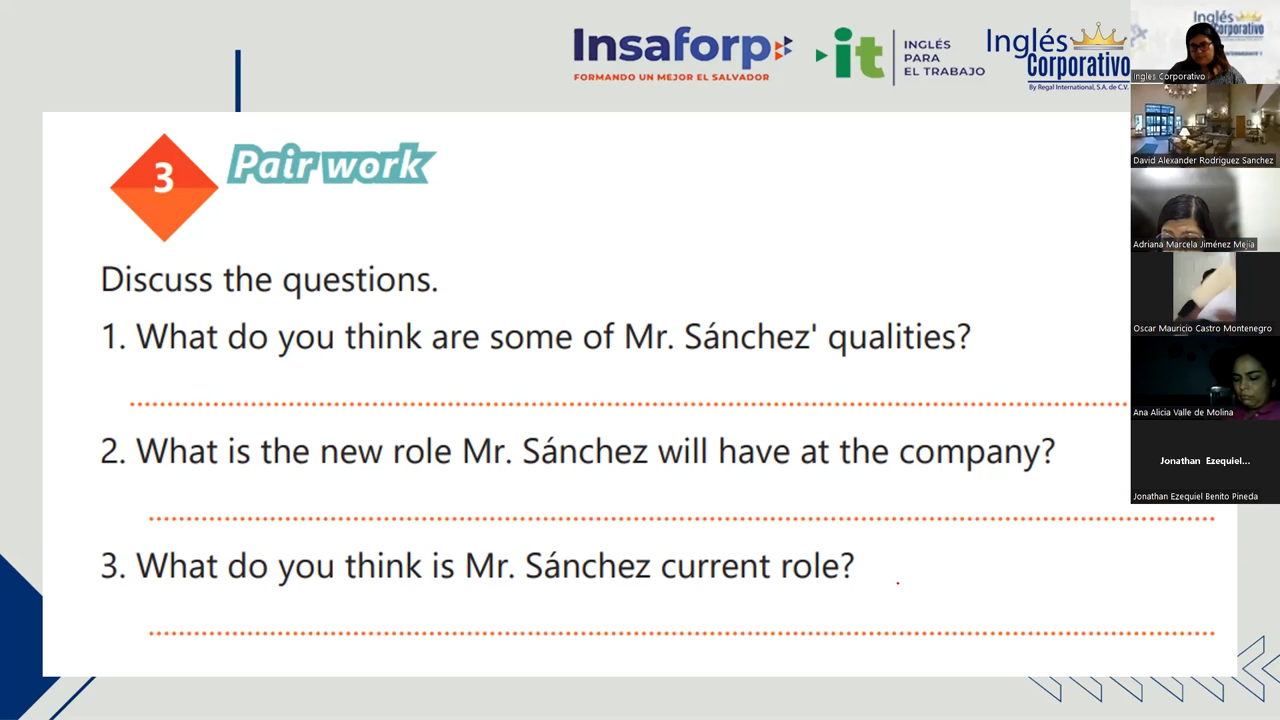 Insaforp
FORMANDO UN MEJOR EL SALVADOR
it
INGLÉS
PARA
EL TRABAJO
Inglés
Corporativo
By Regal International, S.A. de C.V.
Inglés
Corporativo
Ingles Corporativo
David Alexander Rodriguez Sanchez
Adriana Marcela Jiménez Mejía
Oscar Mauricio Castro Montenegro
Ana Alicia Valle de Molina
Jonathan Ezequiel...
Jonathan Ezequiel Benito Pineda
3
Pair work
Discuss the questions.
1. What do you think are some of Mr. Sánchez' qualities?
2. What is the new role Mr. Sánchez will have at the company?
3. What do you think is Mr. Sánchez current role?